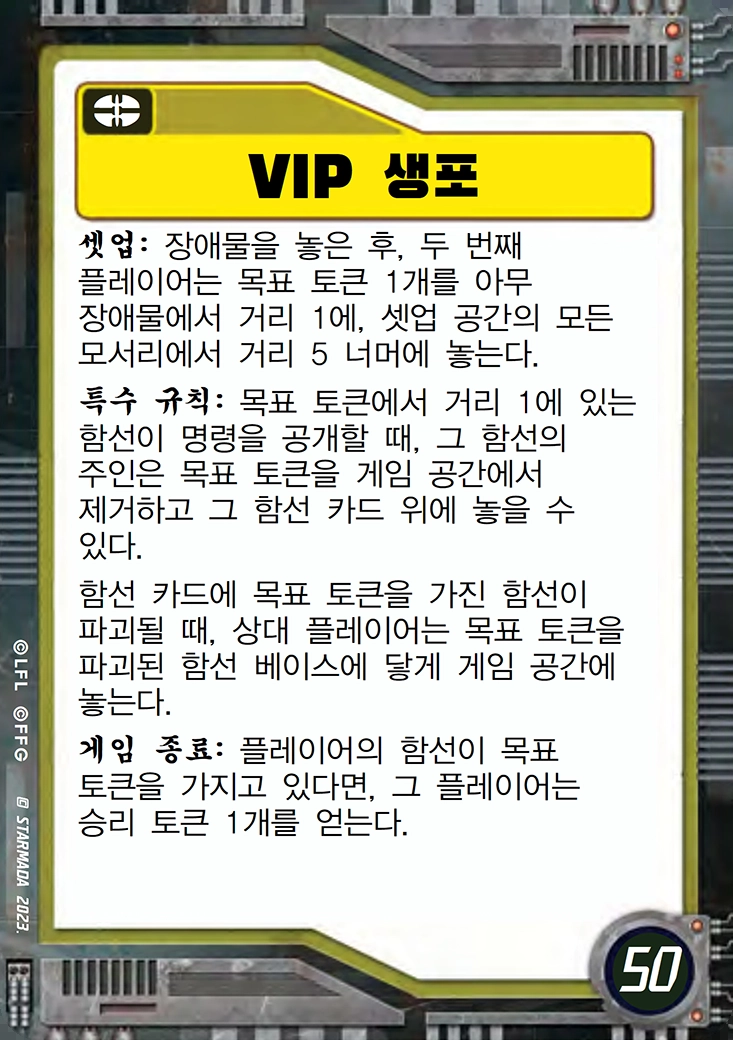 VIP 생포
셋업: 장애물을 놓은 후, 두 번째
플레이어는 목표 토큰 1개를 아무
장애물에서 거리 1에, 셋업 공간의 모든
모서리에서 거리 5 너머에 놓는다.
특수 규칙: 목표 토큰에서 거리 1에 있는
함선이 명령을 공개할 때, 그 함선의
주인은 목표 토큰을 게임 공간에서
제거하고 그 함선 카드 위에 놓을 수
있다.
함선 카드에 목표 토큰을 가진 함선이
파괴될 때, 상대 플레이어는 목표 토큰을
파괴된 함선 베이스에 닿게 게임 공간에
놓는다.
게임 종료: 플레이어의 함선이 목표
토큰을 가지고 있다면, 그 플레이어는
승리 토큰 1개를 얻는다.
©LFL ©FFG © STARMADA 2023.
50